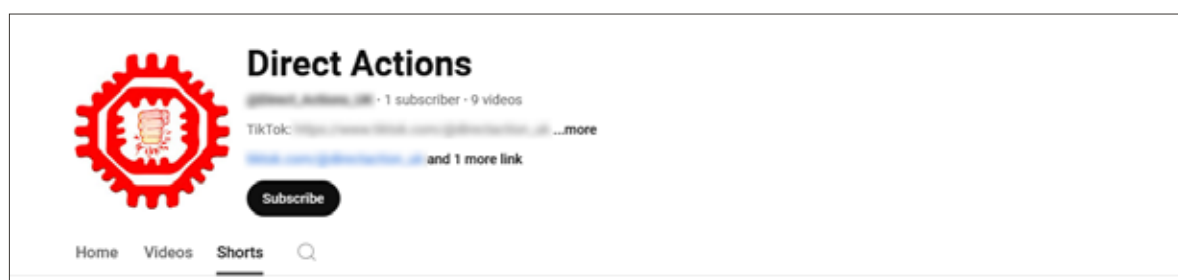 Direct Actions
· 1 subscriber · 9 videos
TikTok: ...more
and 1 more link
Subscribe
Home Videos Shorts